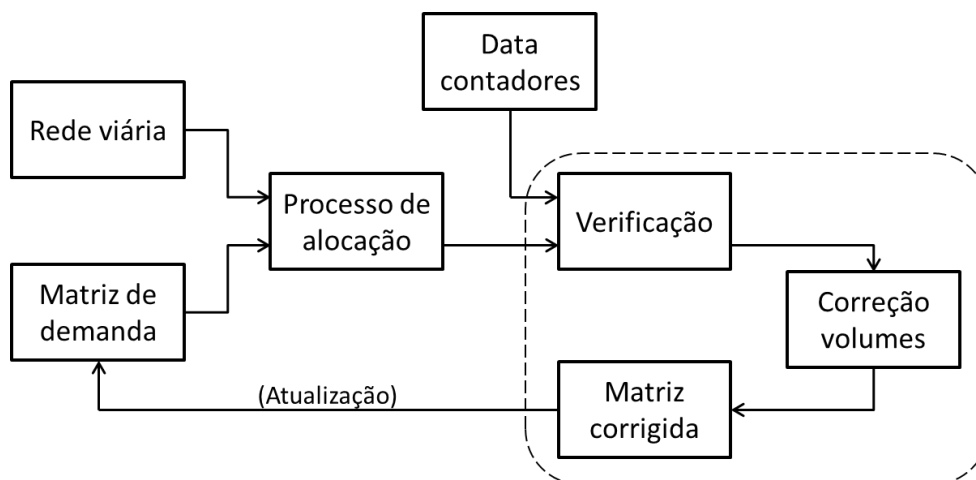 Data
contadores
Rede viária
Processo de
alocação
Verificação
Matriz de
demanda
Correção
volumes
(Atualização)
Matriz
corrigida